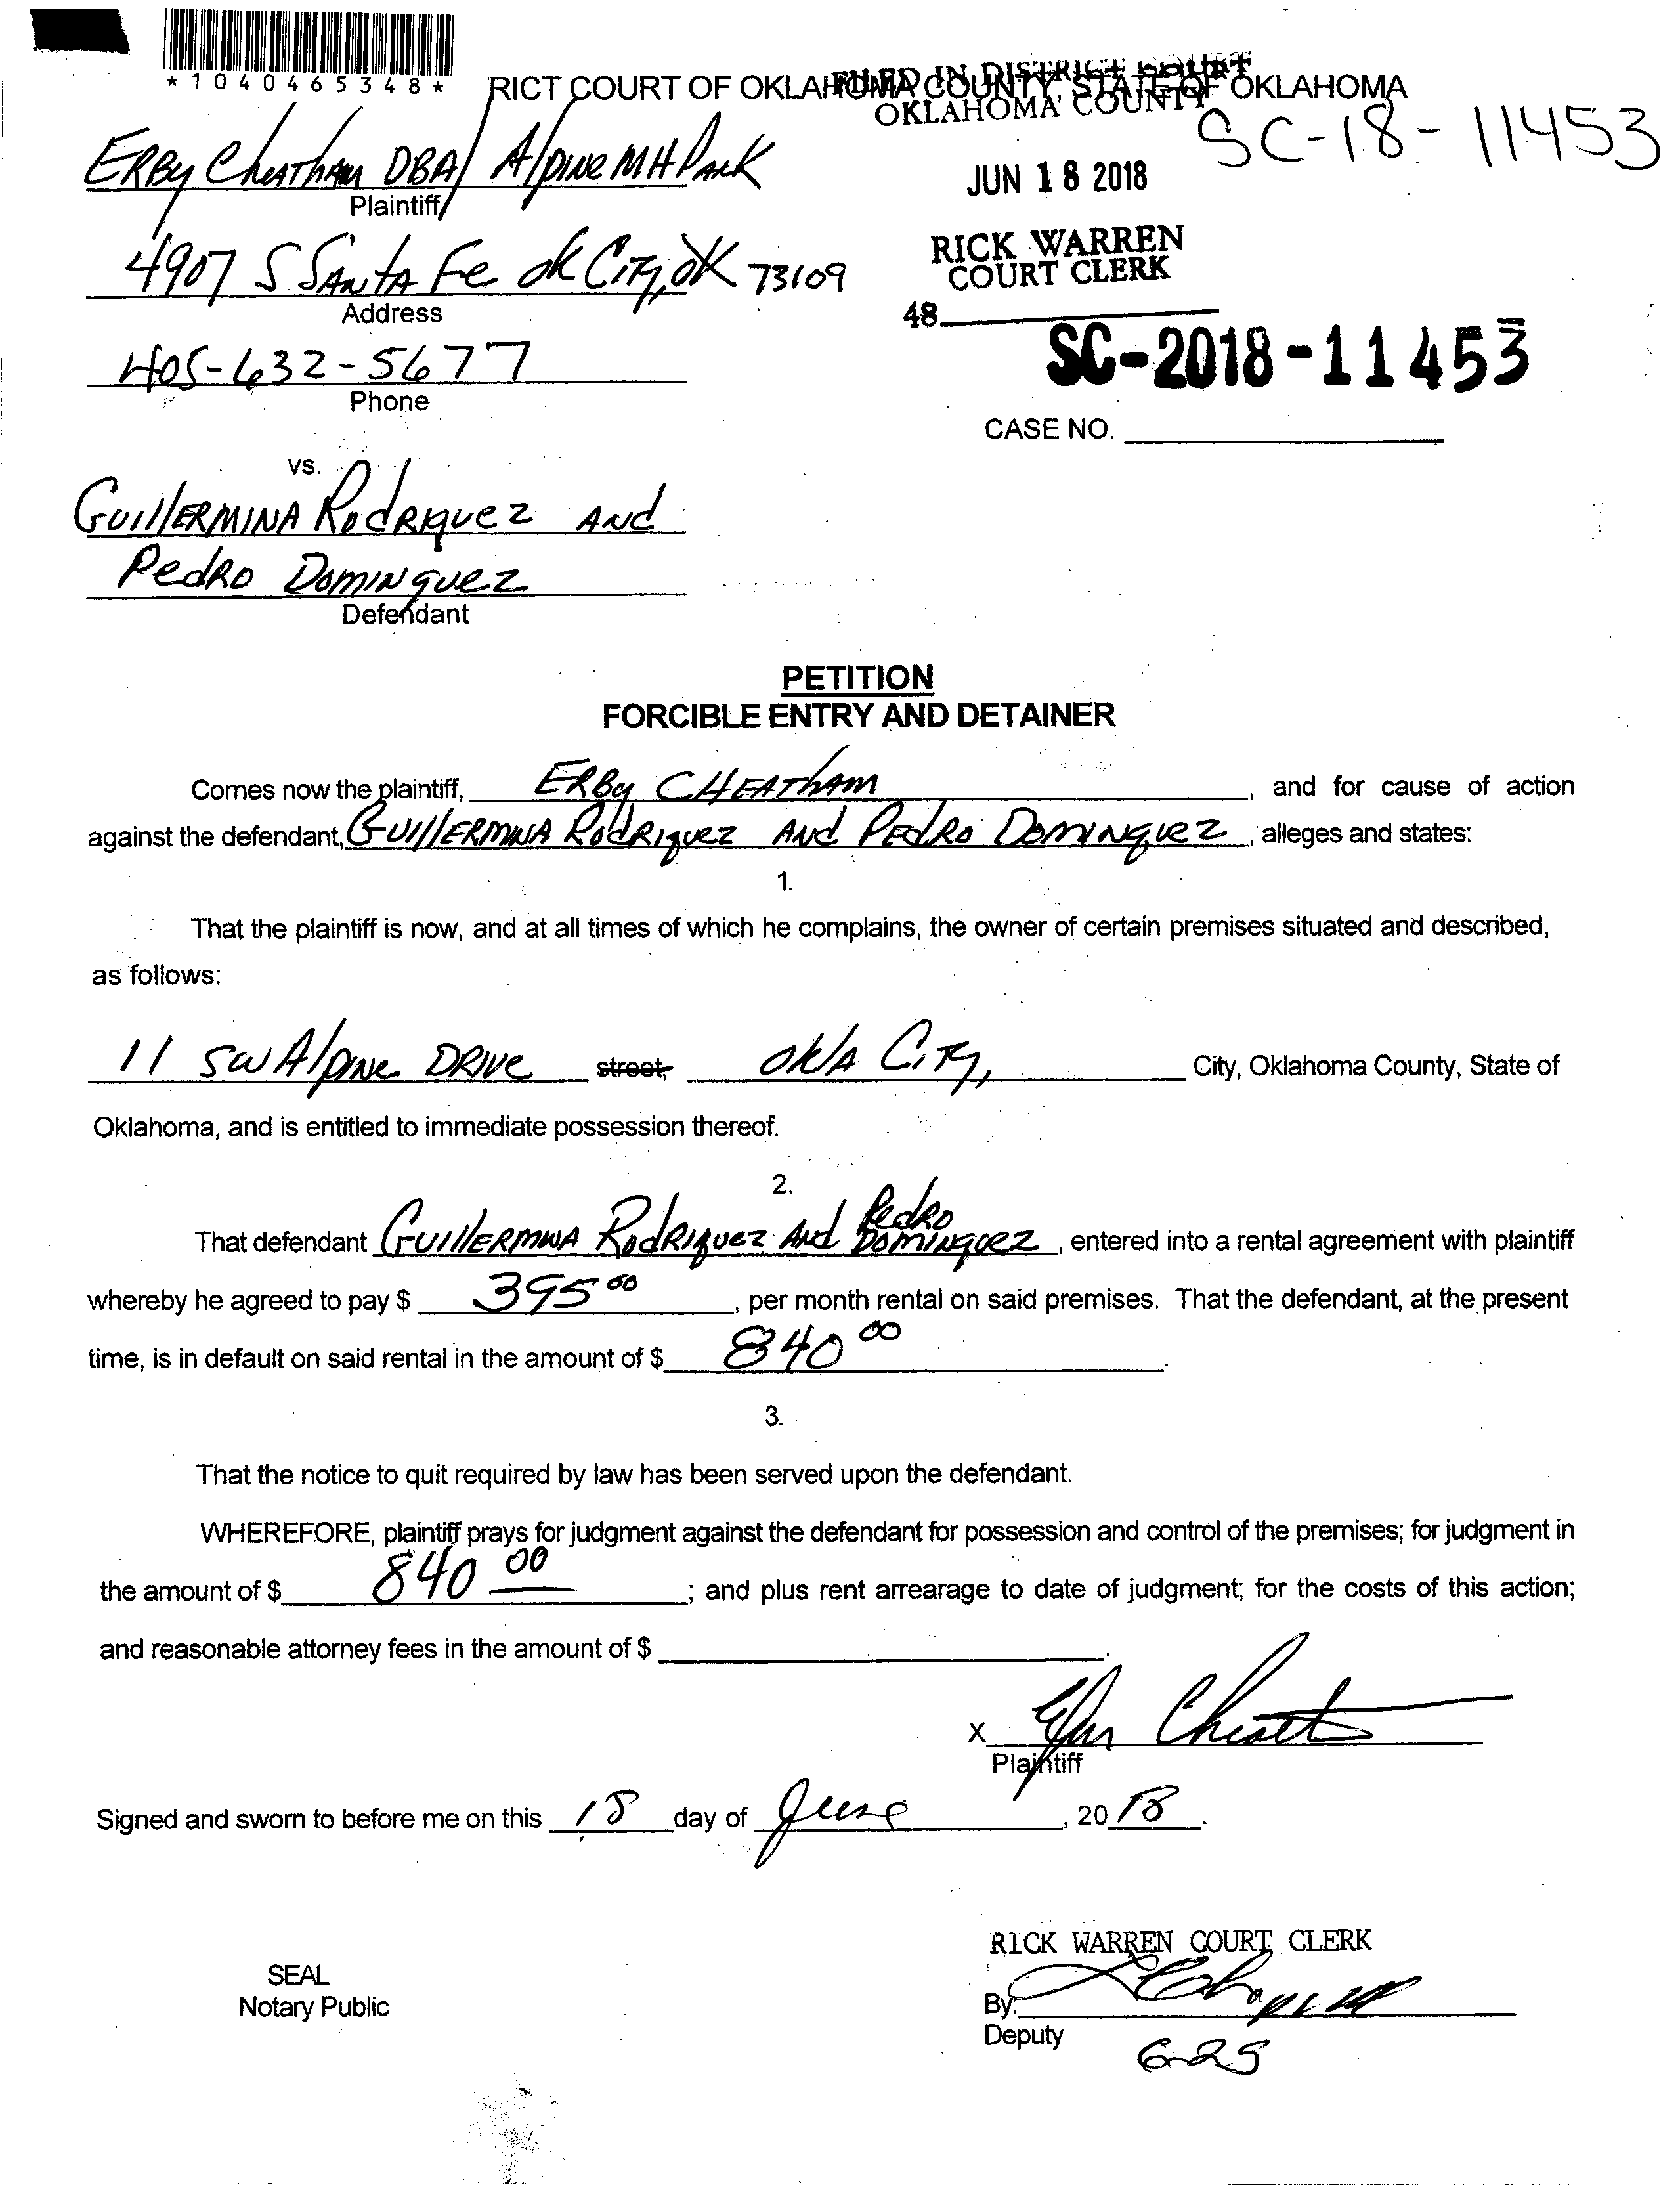 *1040465348*
RICT COURT OF OKLAHOMA COUNTY, STATE OF OKLAHOMA
FILED IN DISTRICT COURT
OKLAHOMA COUNTY
SC-18-11453
JUN 18 2018
RICK WARREN
COURT CLERK
48
SC-2018-11453
CASE NO.
ERBy CheAThAm DBA/ Alpine MH PARK
Plaintiff
4907 S SANTA Fe ok CiTy, OK 73109
Address
405-632-5677
Phone
vs.
GuillERMINA RodRiquez And
PedRo DominquEz
Defendant
PETITION
FORCIBLE ENTRY AND DETAINER
Comes now the plaintiff, ERBy CHEAThAm, and for cause of action
against the defendant, GuillERMINA RodRiquez And PedRo Dominquez, alleges and states:
1.
That the plaintiff is now, and at all times of which he complains, the owner of certain premises situated and described,
as follows:
11 SW Alpine DRive street, oklA CiTy, City, Oklahoma County, State of
Oklahoma, and is entitled to immediate possession thereof.
2.
That defendant GuillERMINA RodRiquez And PedRo Dominquez, entered into a rental agreement with plaintiff
whereby he agreed to pay $ 395 00, per month rental on said premises. That the defendant, at the present
time, is in default on said rental in the amount of $ 840 00.
3.
That the notice to quit required by law has been served upon the defendant.
WHEREFORE, plaintiff prays for judgment against the defendant for possession and control of the premises; for judgment in
the amount of $ 840 00; and plus rent arrearage to date of judgment; for the costs of this action;
and reasonable attorney fees in the amount of $.
X
Plaintiff
Signed and sworn to before me on this 18 day of June, 2018.
RICK WARREN COURT CLERK
SEAL
Notary Public
By:
Deputy
6-25